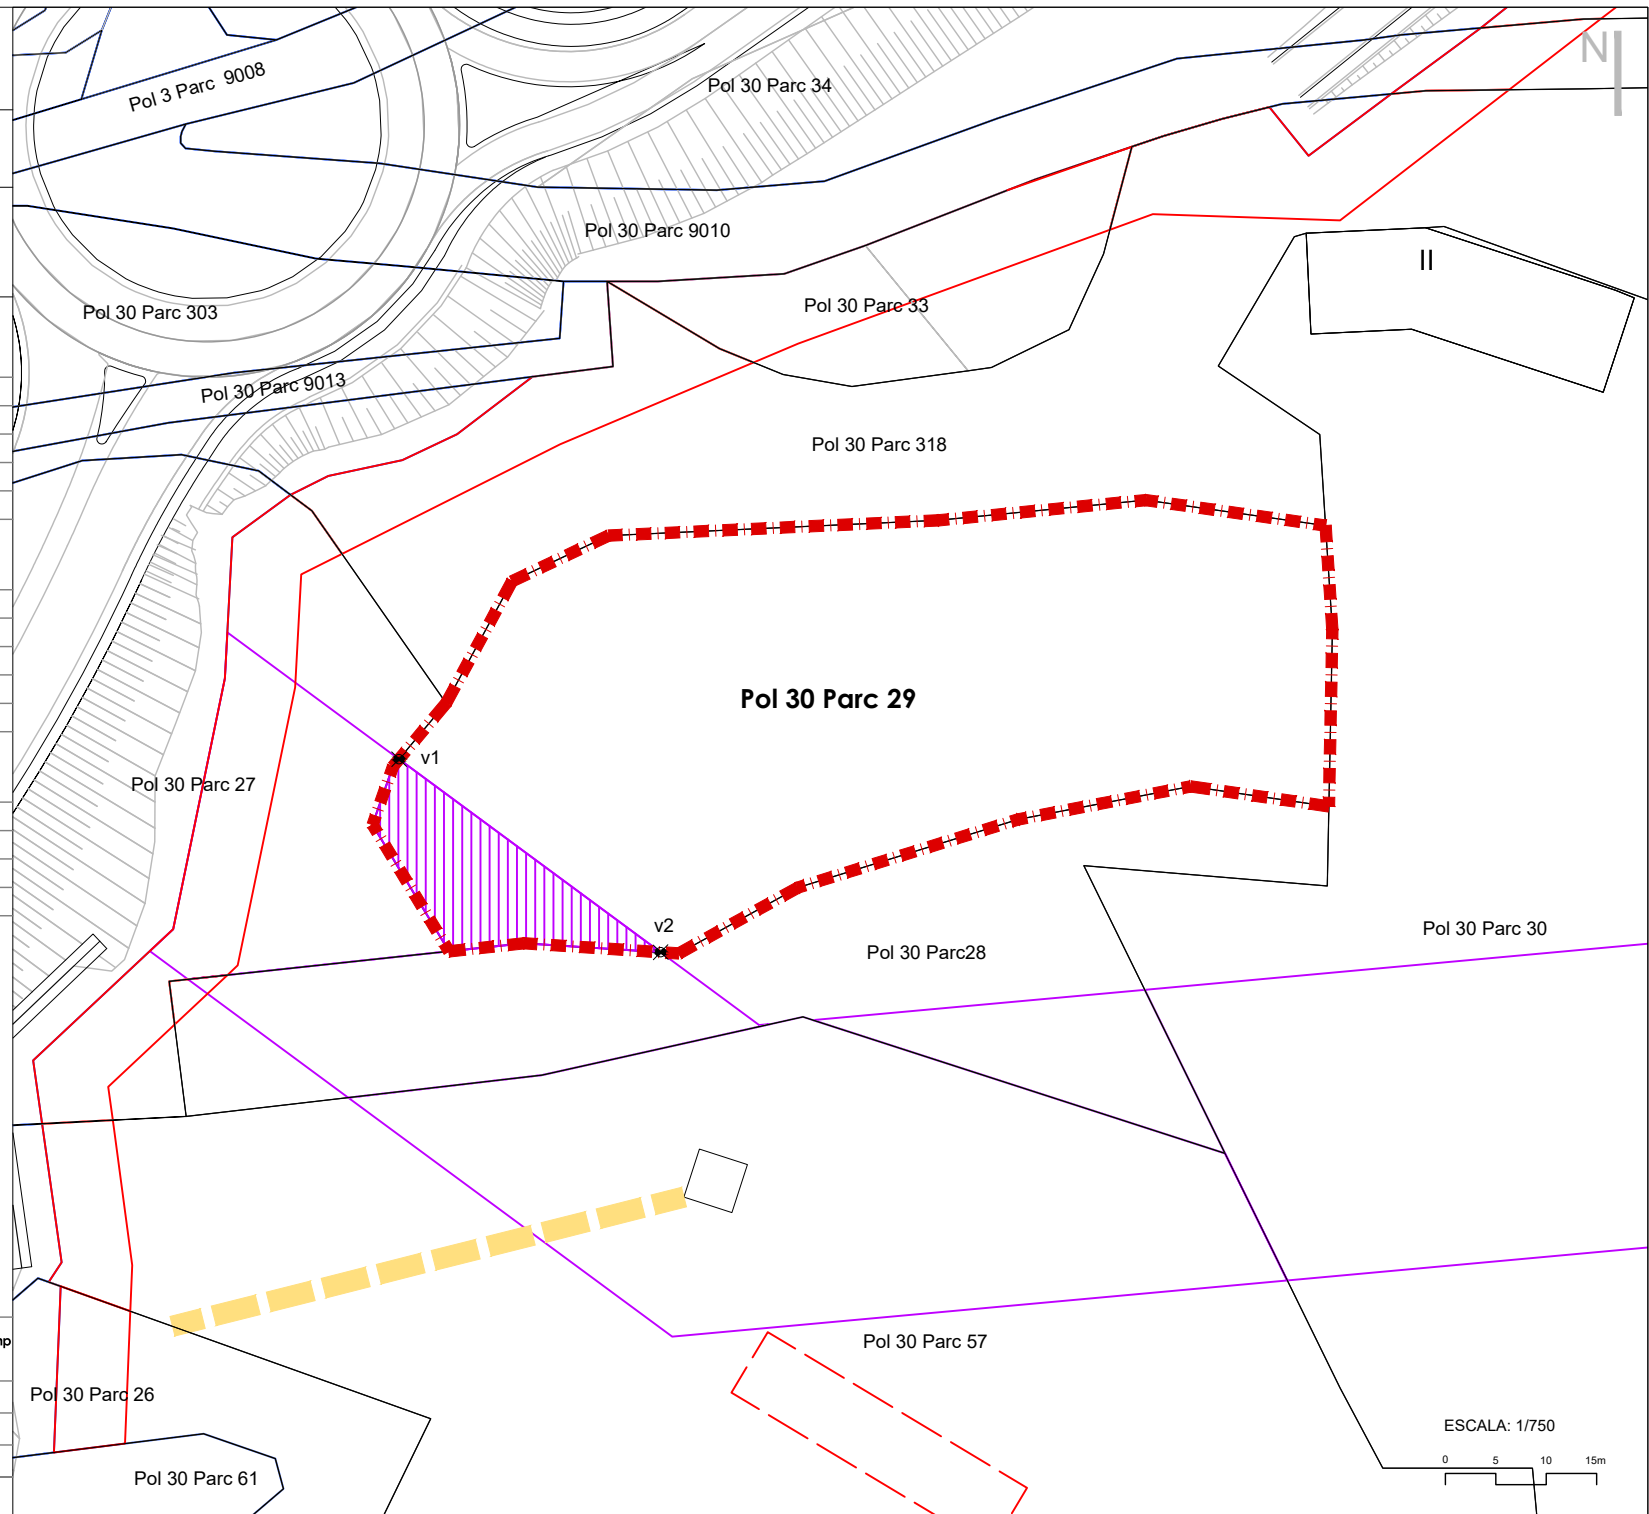 N
Pol 3 Parc 9008
Pol 30 Parc 34
Pol 30 Parc 9010
II
Pol 30 Parc 303
Pol 30 Parc 33
Pol 30 Parc 9013
Pol 30 Parc 318
Pol 30 Parc 29
v1
Pol 30 Parc 27
v2
Pol 30 Parc28
Pol 30 Parc 30
Pol 30 Parc 57
Pol 30 Parc 26
ESCALA: 1/750
0 5 10 15m
Pol 30 Parc 61